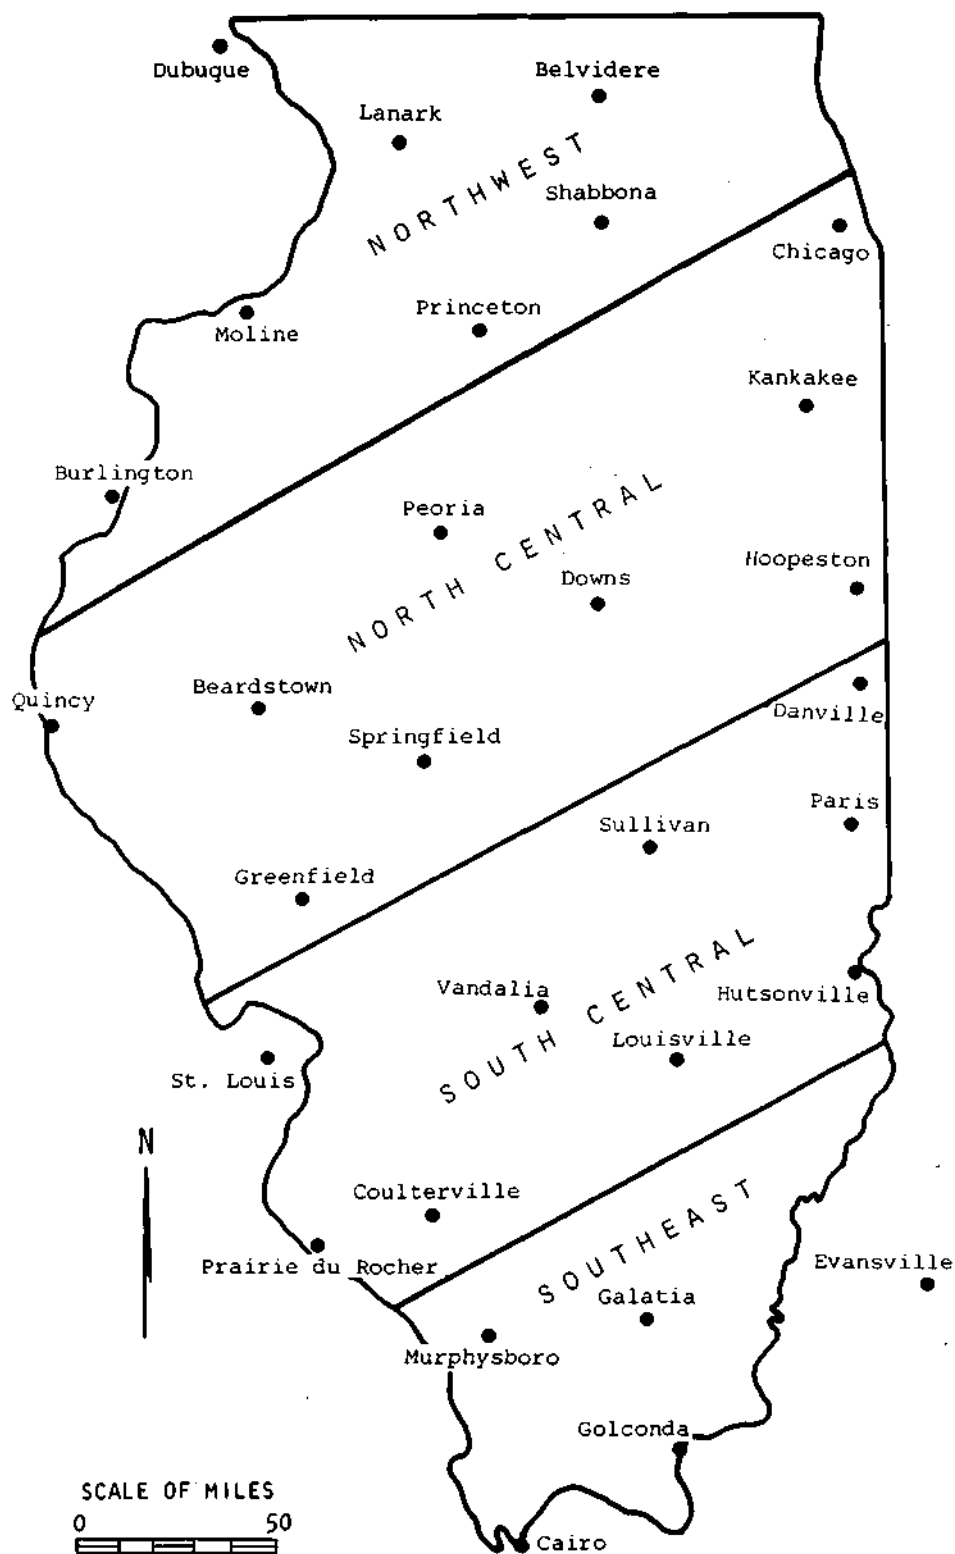 Dubuque
Belvidere
Lanark
NORTHWEST
Shabbona
Chicago
Princeton
Moline
Kankakee
Burlington
Peoria
NORTH CENTRAL
Hoopeston
Downs
Beardstown
Quincy
Danville
Springfield
Paris
Sullivan
Greenfield
SOUTH CENTRAL
Vandalia
Hutsonville
Louisville
St. Louis
N
Coulterville
SOUTHEAST
Prairie du Rocher
Evansville
Galatia
Murphysboro
Golconda
SCALE OF MILES
0 50
Cairo